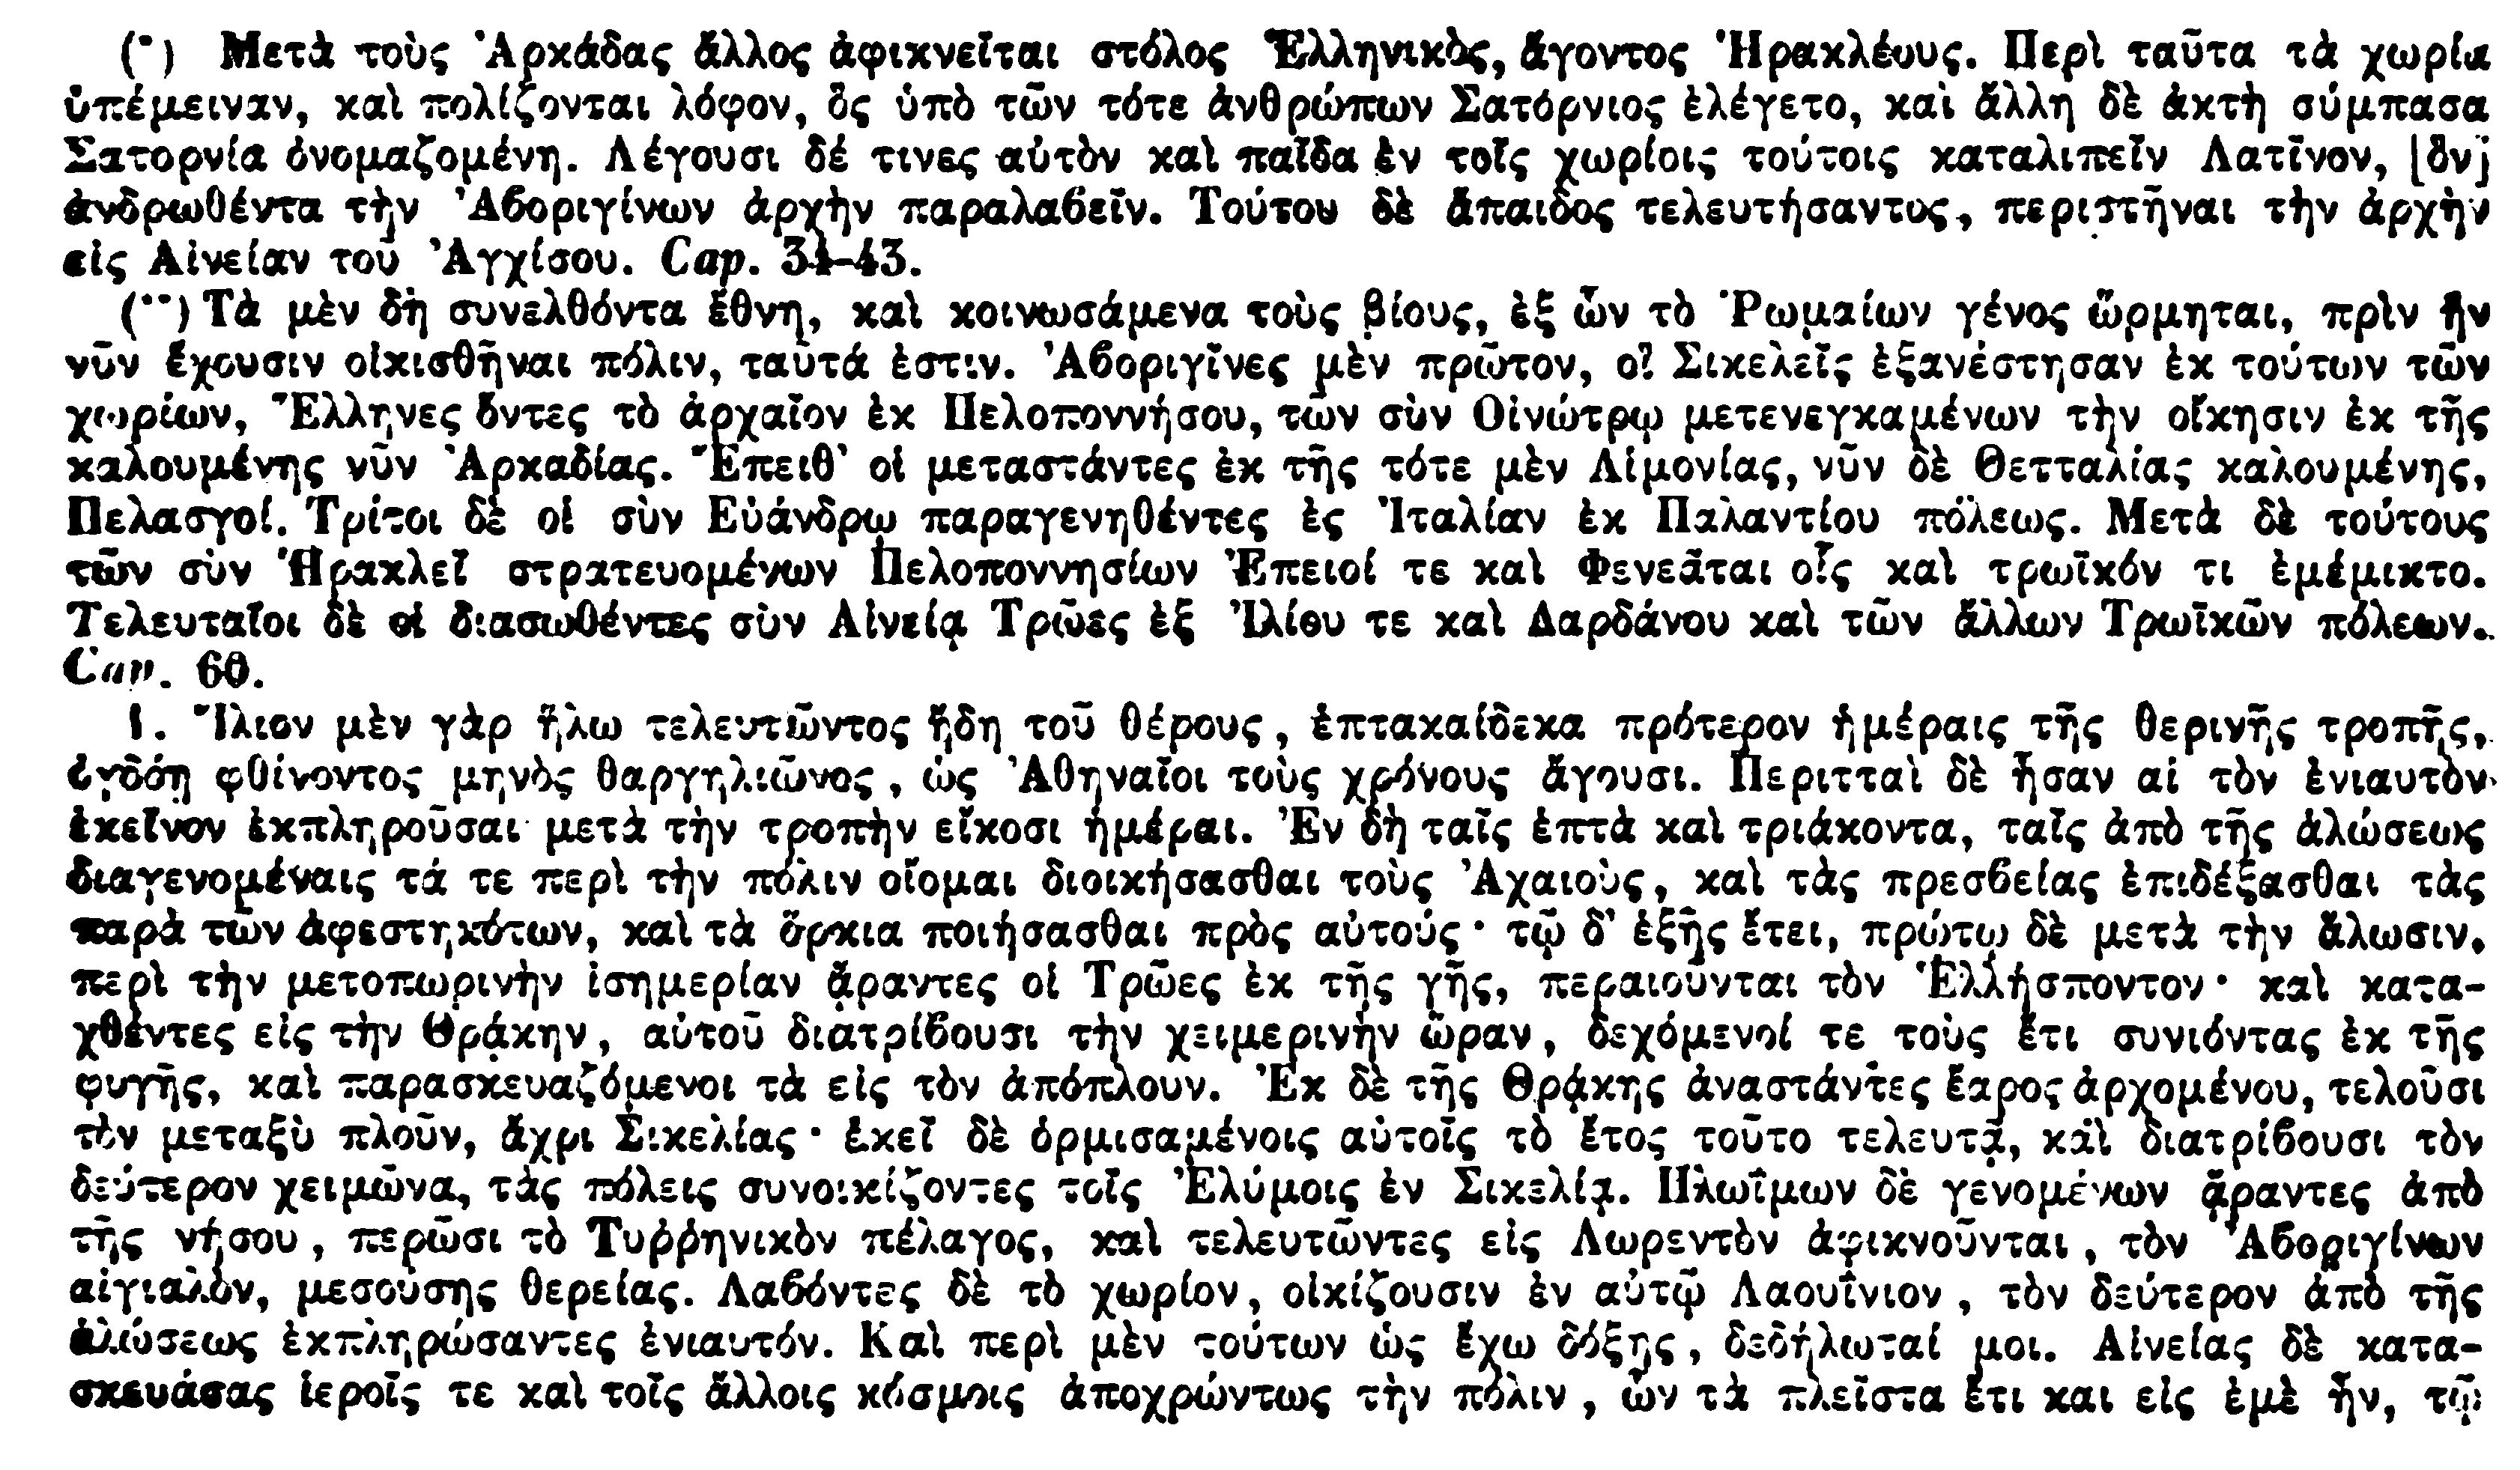 (*) Μετὰ τοὺς Ἀρκάδας ἄλλος ἀφικνεῖται στόλος Ἑλληνικὸς, ἄγοντος Ἡρακλέους. Περὶ ταῦτα τὰ χωρία
ὑπέμειναν, καὶ πολίζονται λόφον, ὃς ὑπὸ τῶν τότε ἀνθρώπων Σατόρνιος ἐλέγετο, καὶ ἄλλη δὲ ἀκτὴ σύμπασα
Σατορνία ὀνομαζομένη. Λέγουσι δέ τινες αὐτὸν καὶ παῖδα ἐν τοῖς χωρίοις τούτοις καταλιπεῖν Λατῖνον, [ὃν]
ἀνδρωθέντα τὴν Ἀϐοριγίνων ἀρχὴν παραλαϐεῖν. Τούτου δὲ ἄπαιδος τελευτήσαντος, περιστῆναι τὴν ἀρχὴν
εἰς Αἰνείαν τοῦ Ἀγχίσου. Cap. 34-43.
(**) Τὰ μὲν δὴ συνελθόντα ἔθνη, καὶ κοινωσάμενα τοὺς βίους, ἐξ ὧν τὸ Ῥωμαίων γένος ὥρμηται, πρὶν ἣν
νῦν ἔχουσιν οἰκισθῆναι πόλιν, ταῦτά ἐστιν. Ἀϐοριγῖνες μὲν πρῶτον, οἳ Σικελεῖς ἐξανέστησαν ἐκ τούτων τῶν
χωρίων, Ἕλληνες ὄντες τὸ ἀρχαῖον ἐκ Πελοποννήσου, τῶν σὺν Οἰνώτρῳ μετενεγκαμένων τὴν οἴκησιν ἐκ τῆς
καλουμένης νῦν Ἀρκαδίας. Ἔπειθ' οἱ μεταστάντες ἐκ τῆς τότε μὲν Αἱμονίας, νῦν δὲ Θετταλίας καλουμένης,
Πελασγοί. Τρίτοι δὲ οἱ σὺν Εὐάνδρῳ παραγενηθέντες ἐς Ἰταλίαν ἐκ Παλαντίου πόλεως. Μετὰ δὲ τούτους
τῶν σὺν Ἡρακλεῖ στρατευομένων Πελοποννησίων Ἐπειοί τε καὶ Φενεᾶται οἷς καὶ τρωϊκόν τι ἐμέμικτο.
Τελευταῖοι δὲ οἱ διασωθέντες σὺν Αἰνείᾳ Τρῶες ἐξ Ἰλίου τε καὶ Δαρδάνου καὶ τῶν ἄλλων Τρωϊκῶν πόλεων.
Cap. 60.
1. Ἴλιον μὲν γὰρ ἥλω τελευτῶντος ἤδη τοῦ θέρους, ἑπτακαίδεκα πρότερον ἡμέραις τῆς θερινῆς τροπῆς,
ὀγδόῃ φθίνοντος μηνὸς θαργηλιῶνος, ὡς Ἀθηναῖοι τοὺς χρόνους ἄγουσι. Περιτταὶ δὲ ἦσαν αἱ τὸν ἐνιαυτὸν
ἐκεῖνον ἐκπληροῦσαι μετὰ τὴν τροπὴν εἴκοσι ἡμέραι. Ἐν δὴ ταῖς ἑπτὰ καὶ τριάκοντα, ταῖς ἀπὸ τῆς ἁλώσεως
διαγενομέναις τά τε περὶ τὴν πόλιν οἴομαι διοικήσασθαι τοὺς Ἀχαιοὺς, καὶ τὰς πρεσϐείας ἐπιδέξασθαι τὰς
παρὰ τῶν ἀφεστηκότων, καὶ τὰ ὅρκια ποιήσασθαι πρὸς αὐτούς· τῷ δ' ἑξῆς ἔτει, πρώτῳ δὲ μετὰ τὴν ἅλωσιν,
περὶ τὴν μετοπωρινὴν ἰσημερίαν ἄραντες οἱ Τρῶες ἐκ τῆς γῆς, περαιοῦνται τὸν Ἑλλήσποντον· καὶ κατα-
χθέντες εἰς τὴν Θρᾴκην, αὐτοῦ διατρίϐουσι τὴν χειμερινὴν ὥραν, δεχόμενοί τε τοὺς ἔτι συνιόντας ἐκ τῆς
φυγῆς, καὶ παρασκευαζόμενοι τὰ εἰς τὸν ἀπόπλουν. Ἐκ δὲ τῆς Θρᾴκης ἀναστάντες ἔαρος ἀρχομένου, τελοῦσι
τὸν μεταξὺ πλοῦν, ἄχρι Σικελίας· ἐκεῖ δὲ ὁρμισαμένοις αὐτοῖς τὸ ἔτος τοῦτο τελευτᾷ, καὶ διατρίϐουσι τὸν
δεύτερον χειμῶνα, τὰς πόλεις συνοικίζοντες τοῖς Ἐλύμοις ἐν Σικελίᾳ. Πλωΐμων δὲ γενομένων ᾄραντες ἀπὸ
τῆς νήσου, περῶσι τὸ Τυῤῥηνικὸν πέλαγος, καὶ τελευτῶντες εἰς Λωρεντὸν ἀφικνοῦνται, τὸν Ἀϐοριγίνων
αἰγιαλὸν, μεσούσης θερείας. Λαϐόντες δὲ τὸ χωρίον, οἰκίζουσιν ἐν αὐτῷ Λαουΐνιον, τὸν δεύτερον ἀπὸ τῆς
ἁλώσεως ἐκπληρώσαντες ἐνιαυτόν. Καὶ περὶ μὲν τούτων ὡς ἔχω δόξης, δεδήλωταί μοι. Αἰνείας δὲ κατα-
σκευάσας ἱεροῖς τε καὶ τοῖς ἄλλοις κόσμοις ἀποχρώντως τὴν πόλιν, ὧν τὰ πλεῖστα ἔτι και εἰς ἐμὲ ἦν, τῷ